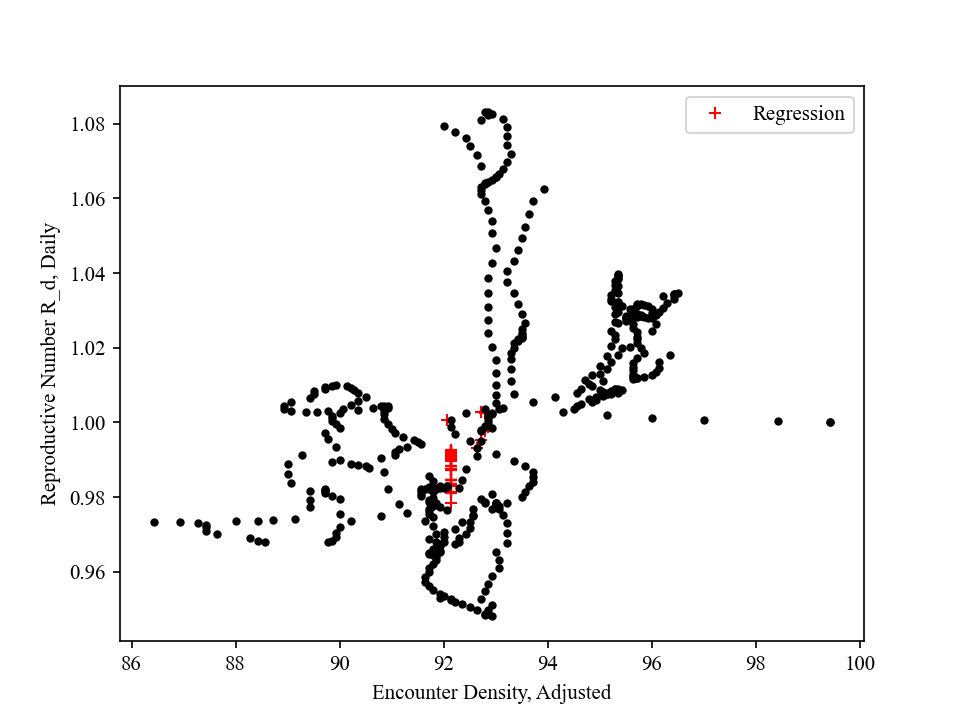 Regression
1.08
1.06
1.04
1.02
1.00
0.98
0.96
Reproductive Number R_d, Daily
86 88 90 92 94 96 98 100
Encounter Density, Adjusted